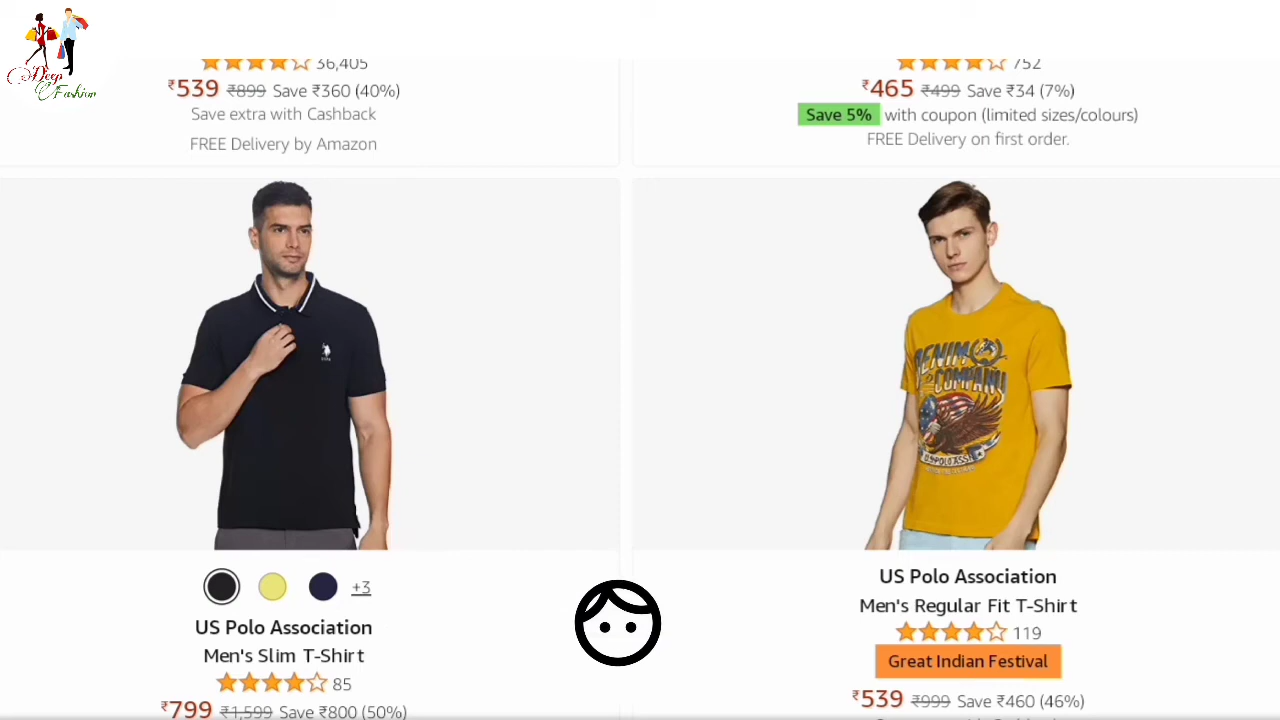 Deep
Fashion
36,405
₹539 ₹899 Save ₹360 (40%)
Save extra with Cashback
FREE Delivery by Amazon
752
₹465 ₹499 Save ₹34 (7%)
Save 5% with coupon (limited sizes/colours)
FREE Delivery on first order.
DENIM
COMPANY
+3
US Polo Association
Men's Slim T-Shirt
85
₹799 ₹1,599 Save ₹800 (50%)
US Polo Association
Men's Regular Fit T-Shirt
119
Great Indian Festival
₹539 ₹999 Save ₹460 (46%)